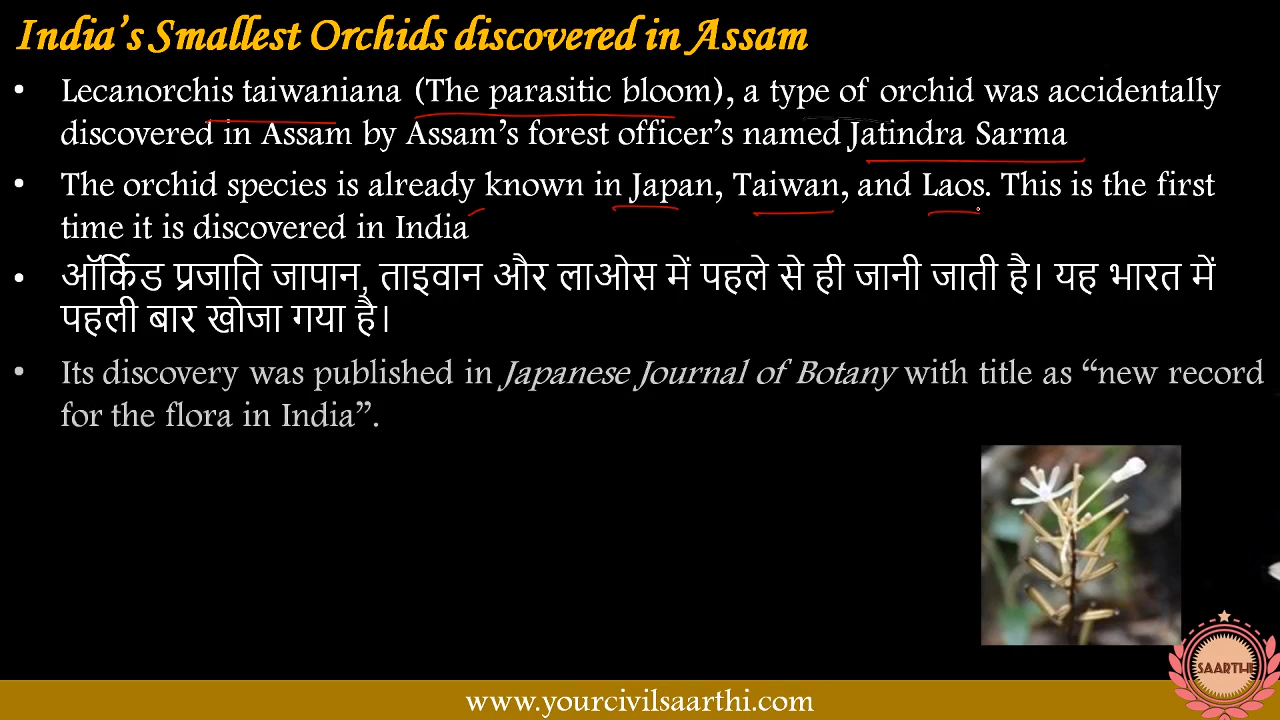 India's Smallest Orchids discovered in Assam
• Lecanorchis taiwaniana (The parasitic bloom), a type of orchid was accidentally
discovered in Assam by Assam's forest officer's named Jatindra Sarma
• The orchid species is already known in Japan, Taiwan, and Laos. This is the first
time it is discovered in India
• ऑर्किड प्रजाति जापान, ताइवान और लाओस में पहले से ही जानी जाती है। यह भारत में
पहली बार खोजा गया है।
• Its discovery was published in Japanese Journal of Botany with title as “new record
for the flora in India”.
SAARTHI
www.yourcivilsaarthi.com